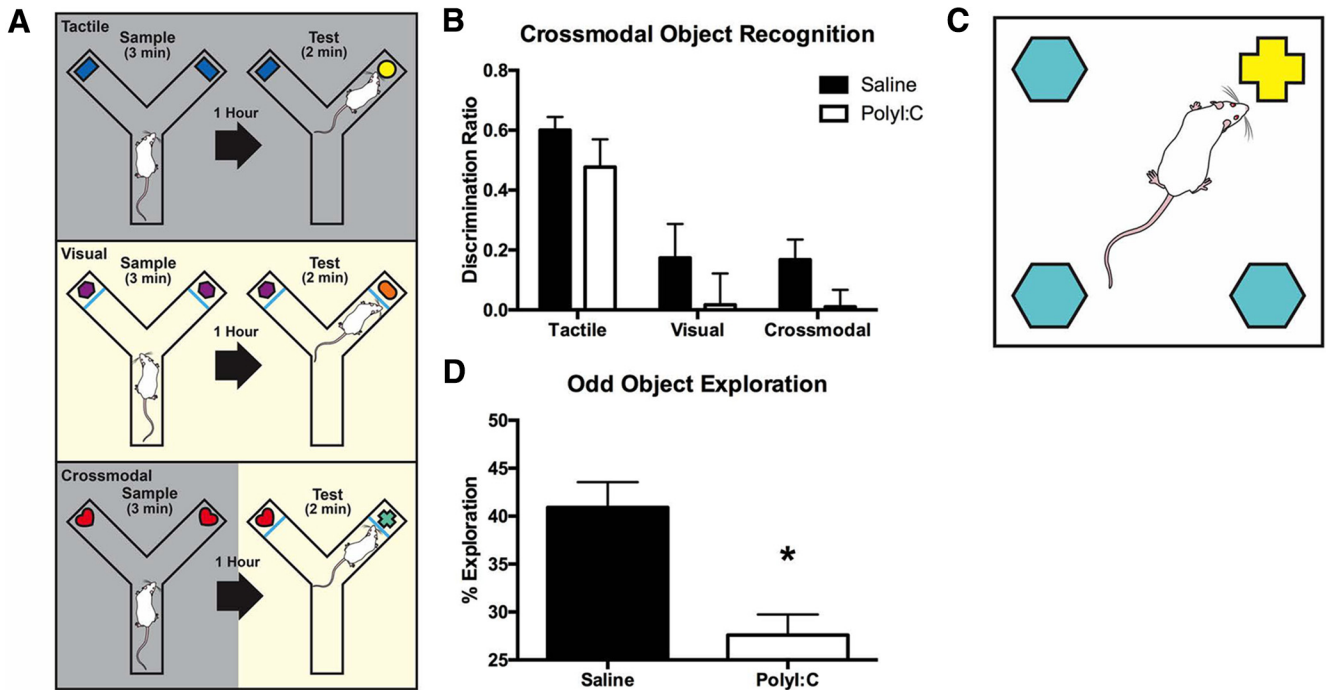 A
Tactile
Sample
(3 min)
Test
(2 min)
1 Hour
Visual
Sample
(3 min)
Test
(2 min)
1 Hour
Crossmodal
Sample
(3 min)
Test
(2 min)
1 Hour
B
Crossmodal Object Recognition
Discrimination Ratio
0.8
0.6
0.4
0.2
0.0
Saline
PolyI:C
Tactile Visual Crossmodal
C
D
Odd Object Exploration
% Exploration
50
45
40
35
30
25
*
Saline PolyI:C